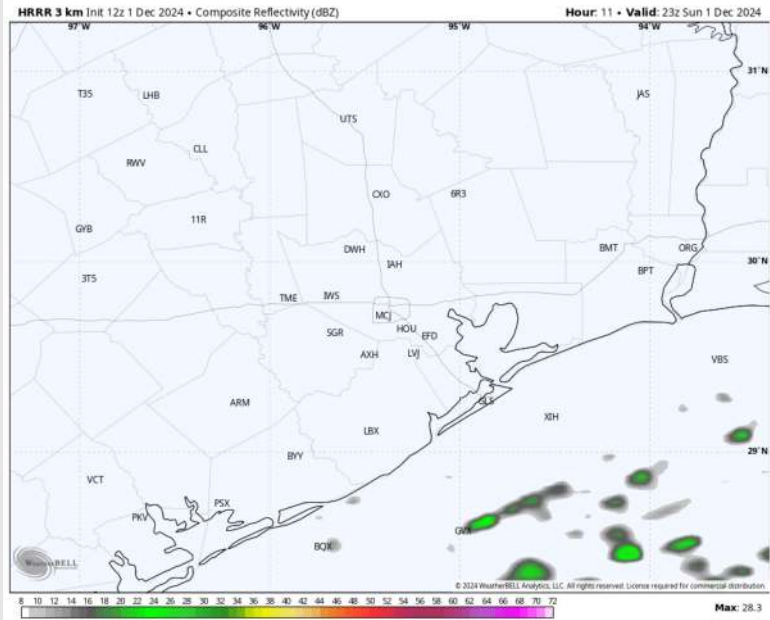 HRRR 3 km Init 12z 1 Dec 2024 • Composite Reflectivity (dBZ)
Hour: 11 • Valid: 23z Sun 1 Dec 2024
97°W 96°W 95°W 94°W
31°N
T35 LHB JAS
UTS
CLL
RWV
CXO 6R3
11R
GYB
DWH BMT ORG
30°N
IAH BPT
3T5
TME IWS
MCJ
SGR HOU EFD
AXH LVJ VBS
ARM GLS
XIH
LBX
BYY 29°N
VCT
PSX
PKV
GVX
BQX
WeatherBELL
© 2024 WeatherBELL Analytics, LLC. All rights reserved. License required for commercial distribution.
8 10 12 14 16 18 20 22 24 26 28 30 32 34 36 38 40 42 44 46 48 50 52 54 56 58 60 62 64 66 68 70 72
Max: 28.3